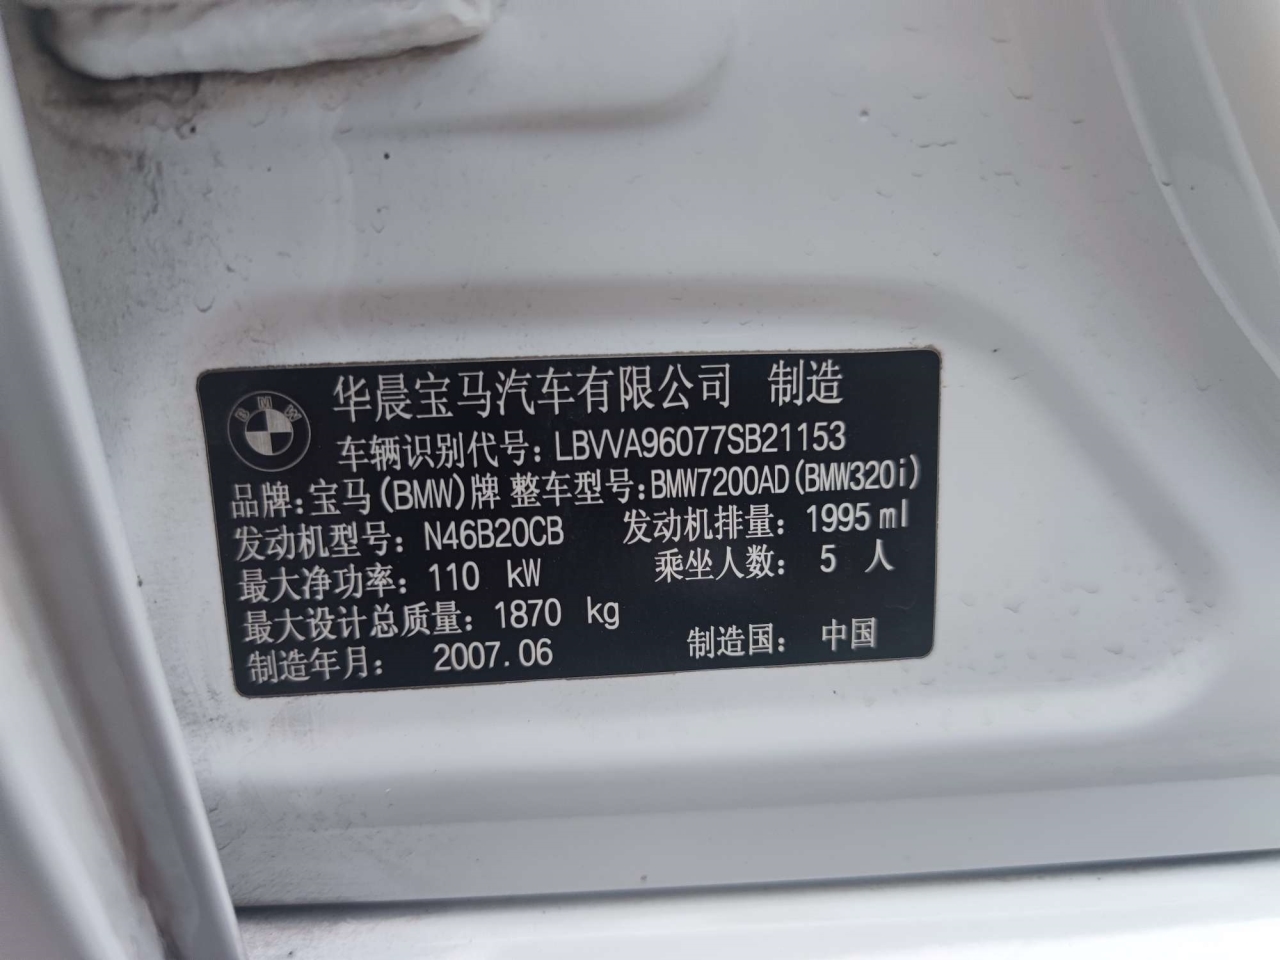 BMW
华晨宝马汽车有限公司 制造
车辆识别代号: LBVVA96077SB21153
品牌: 宝马(BMW)牌 整车型号: BMW7200AD(BMW320i)
发动机型号: N46B20CB 发动机排量: 1995 ml
最大净功率: 110 kW 乘坐人数: 5 人
最大设计总质量: 1870 kg
制造年月: 2007.06 制造国: 中国